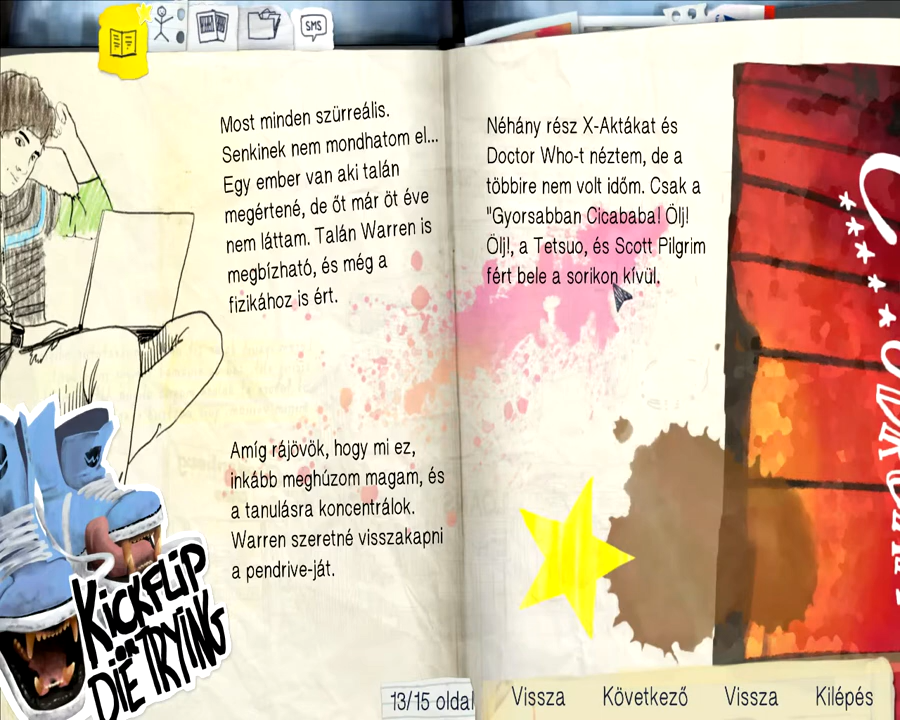 SMS
Most minden szürreális.
Senkinek nem mondhatom el...
Egy ember van aki talán
megértené, de őt már öt éve
nem láttam. Talán Warren is
megbízható, és még a
fizikához is ért.
Amíg rájövök, hogy mi ez,
inkább meghúzom magam, és
a tanulásra koncentrálok.
Warren szeretné visszakapni
a pendrive-ját.
KICKFLIP
OR
DIE TRYING
Néhány rész X-Aktákat és
Doctor Who-t néztem, de a
többire nem volt időm. Csak a
"Gyorsabban Cicababa! Ölj!
Ölj!, a Tetsuo, és Scott Pilgrim
fért bele a sorikon kívül.
13/15 oldal
Vissza Következő Vissza Kilépés